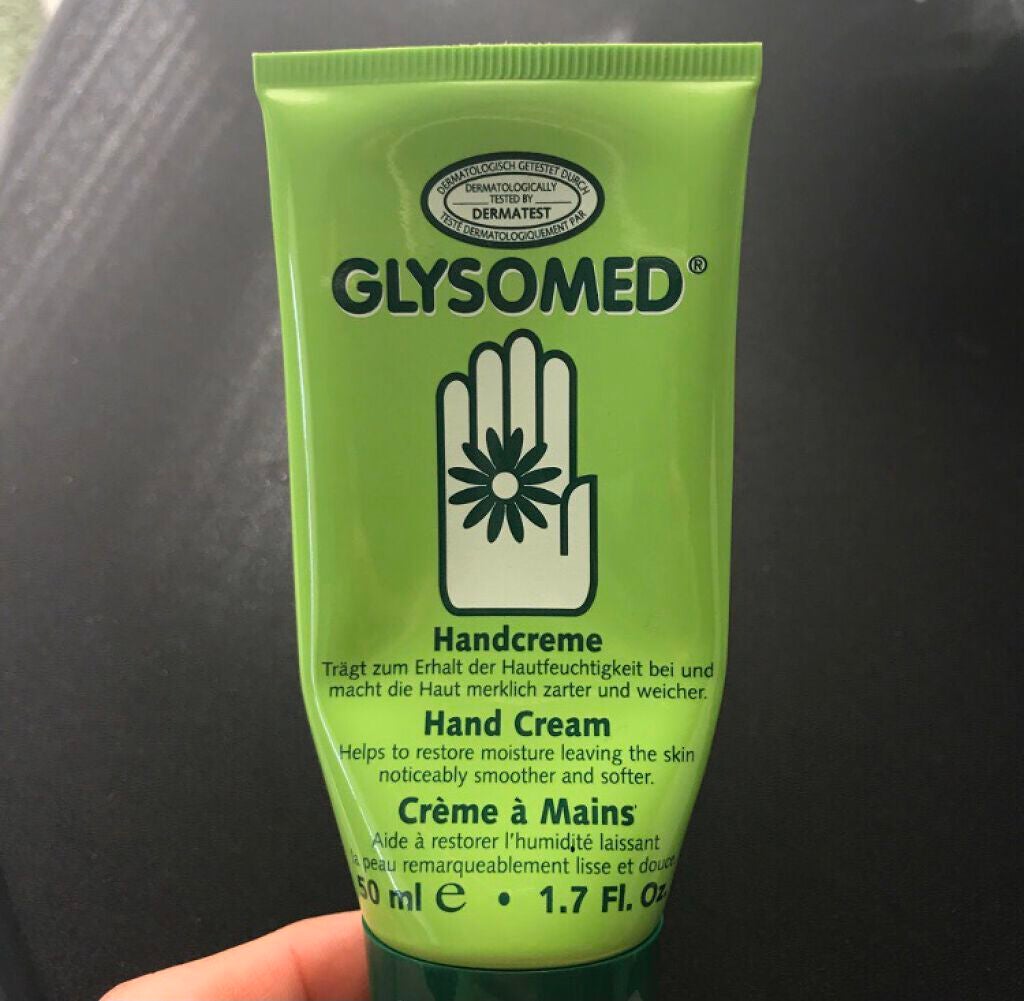 DERMATOLOGISCH GETESTET DURCH
DERMATOLOGICALLY
TESTED BY
DERMATEST
TESTÉ DERMATOLOGIQUEMENT PAR
GLYSOMED®
Handcreme
Trägt zum Erhalt der Hautfeuchtigkeit bei und
macht die Haut merklich zarter und weicher.
Hand Cream
Helps to restore moisture leaving the skin
noticeably smoother and softer.
Crème à Mains
Aide à restorer l'humidité laissant
la peau remarqueablement lisse et douce.
50 ml e • 1.7 Fl. Oz.